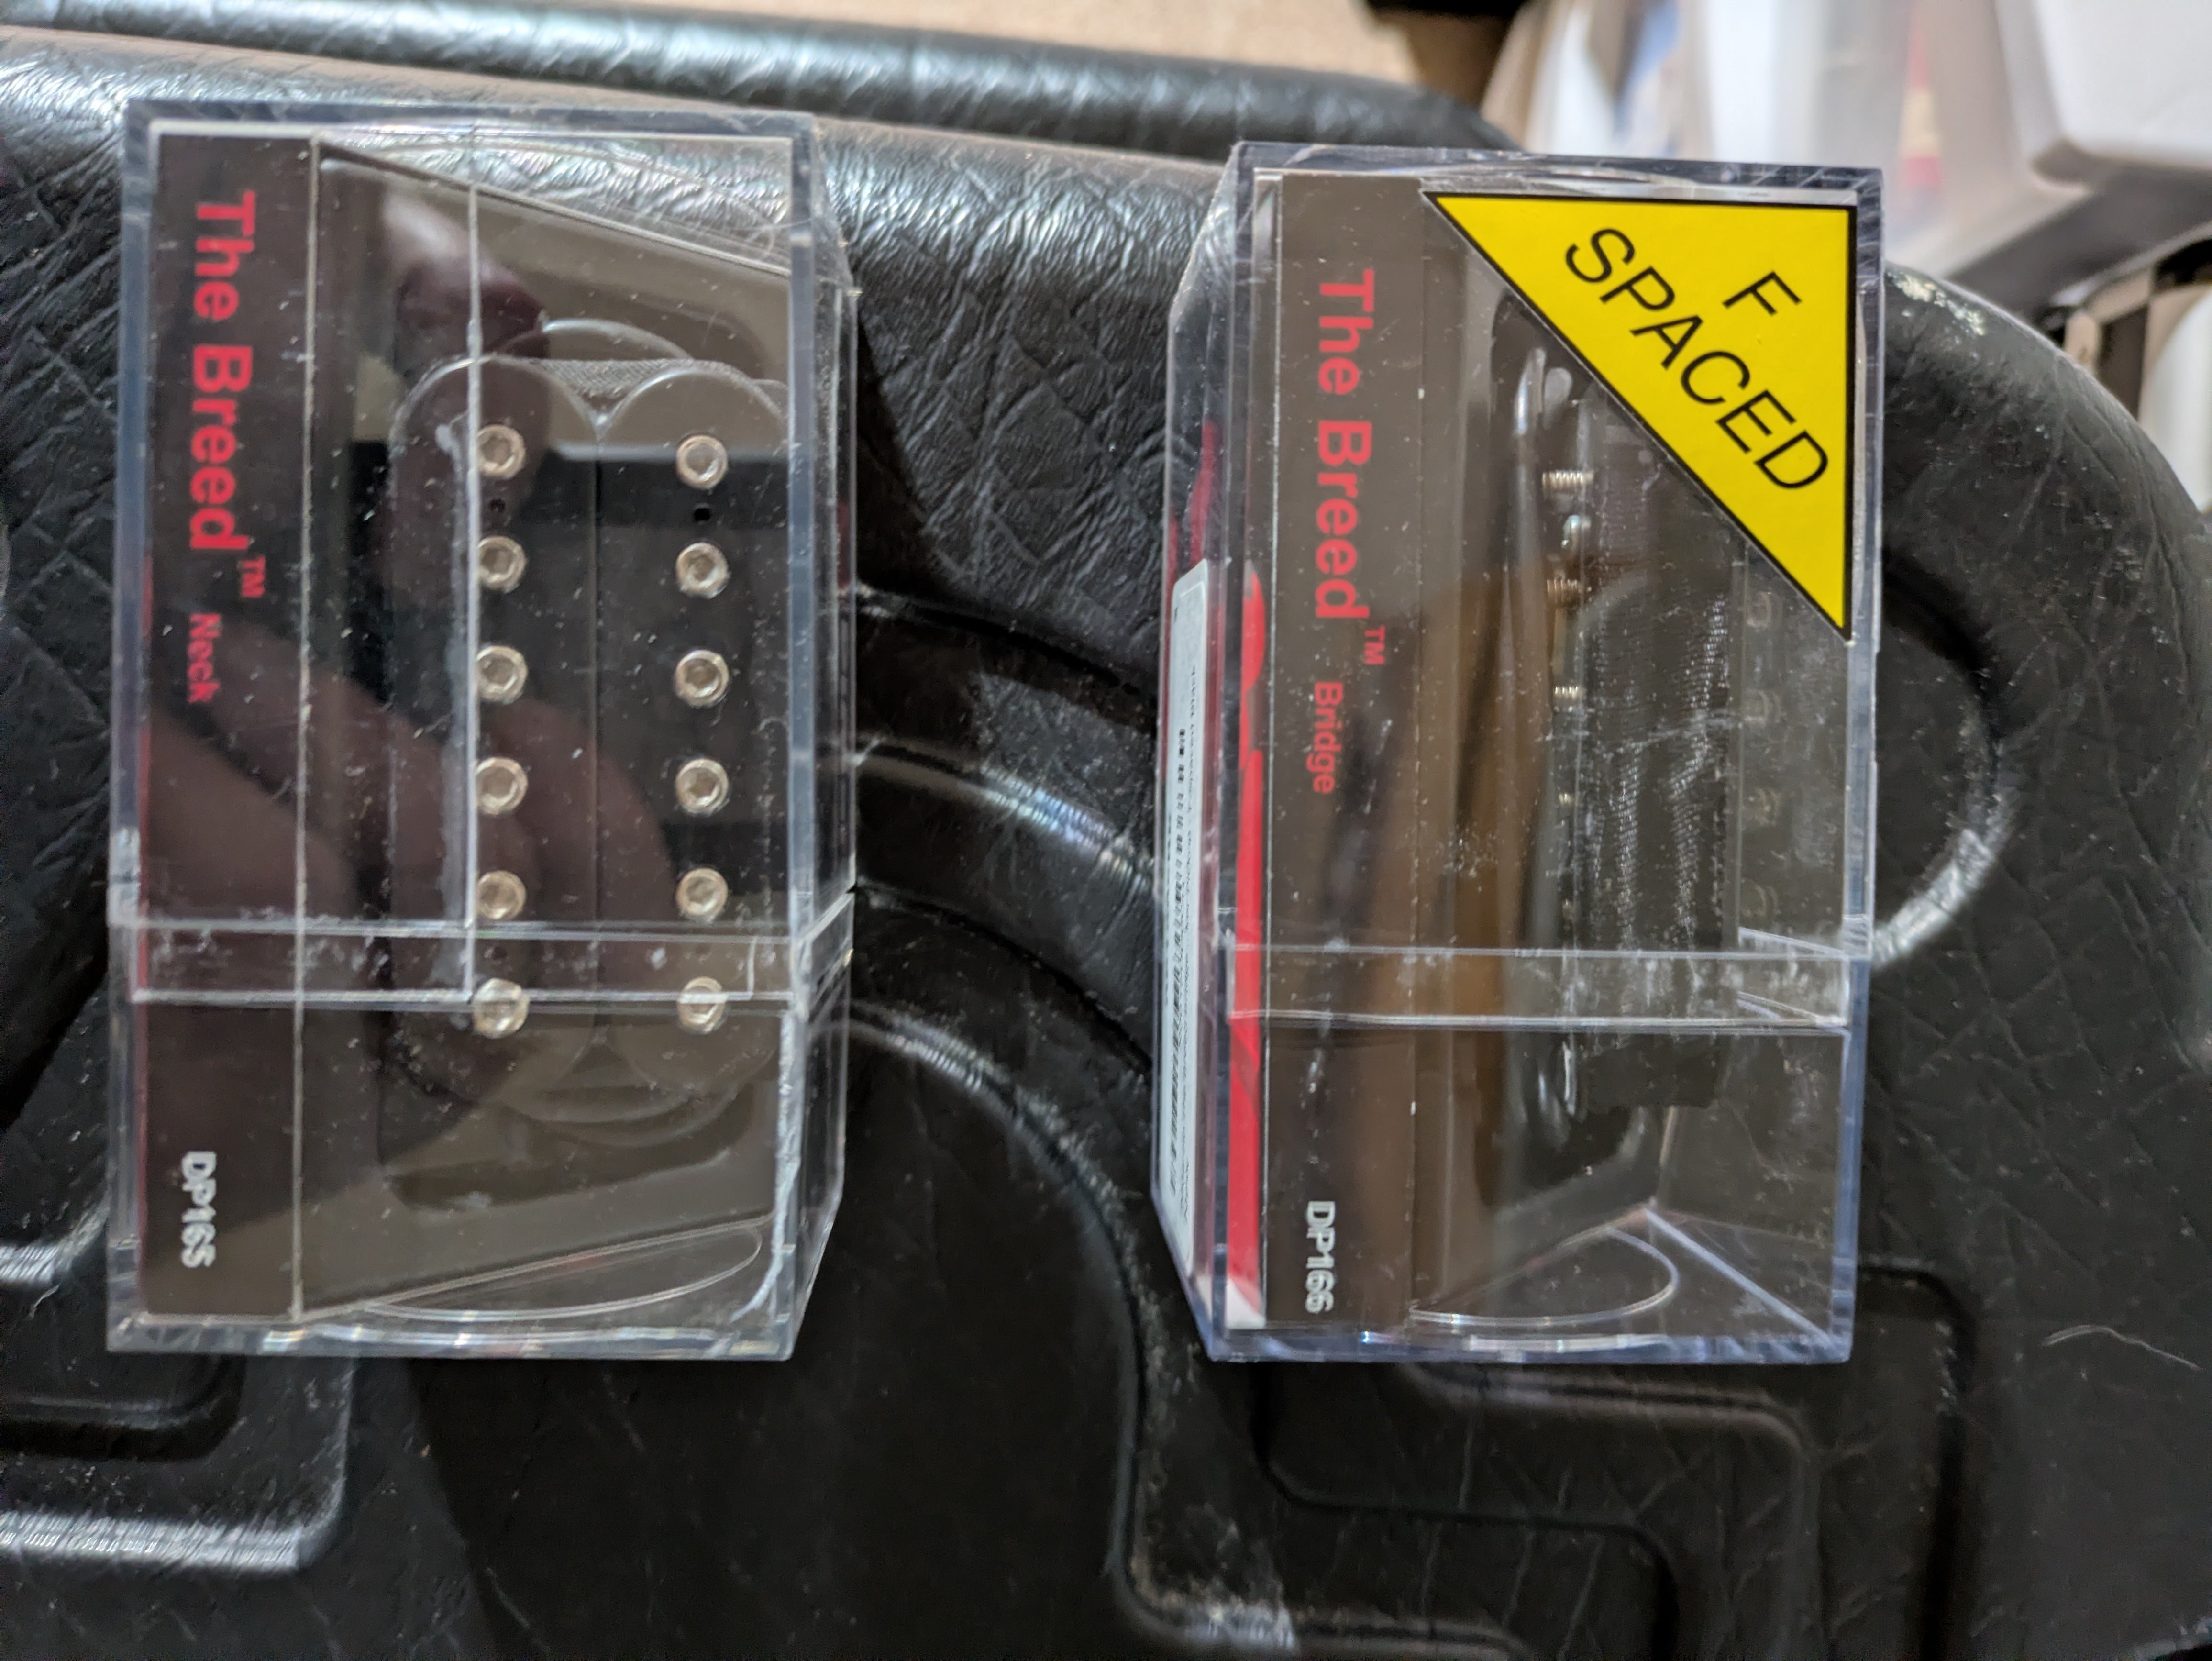 The Breed™ Neck
DP165
The Breed™ Bridge
DP166
F
SPACED